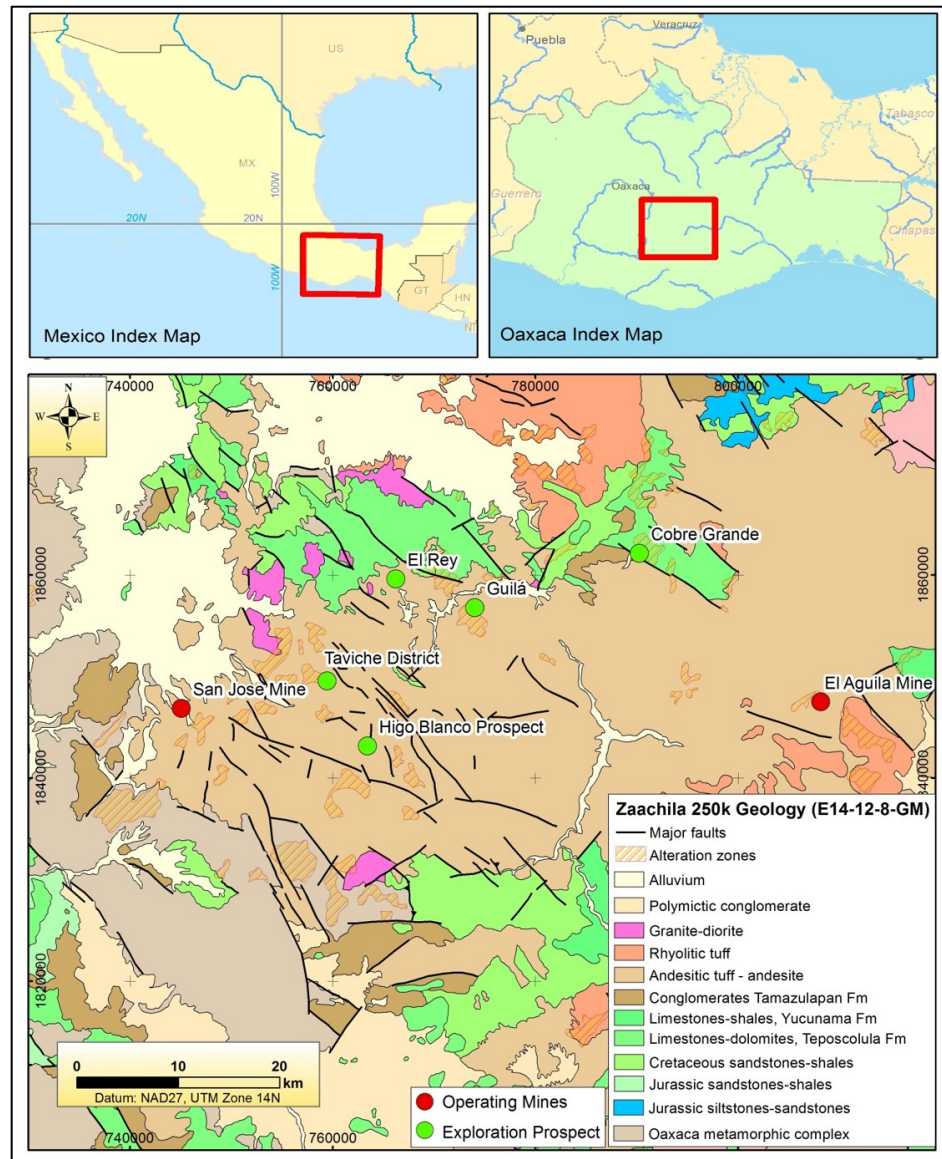 US
MX
100W
20N
20N
100W
GT
HN
Mexico Index Map
Veracruz
Puebla
Tabasco
Oaxaca
Guerrero
Chiapas
Oaxaca Index Map
N
W E
S
740000
760000
780000
800000
1860000
1860000
Cobre Grande
El Rey
Guilá
Taviche District
San Jose Mine
El Aguila Mine
Higo Blanco Prospect
1840000
1840000
Zaachila 250k Geology (E14-12-8-GM)
Major faults
Alteration zones
Alluvium
Polymictic conglomerate
Granite-diorite
Rhyolitic tuff
Andesitic tuff - andesite
Conglomerates Tamazulapan Fm
Limestones-shales, Yucunama Fm
Limestones-dolomites, Teposcolula Fm
Cretaceous sandstones-shales
Jurassic sandstones-shales
Jurassic siltstones-sandstones
Oaxaca metamorphic complex
1820000
0 10 20
km
Datum: NAD27, UTM Zone 14N
Operating Mines
Exploration Prospect
740000
760000